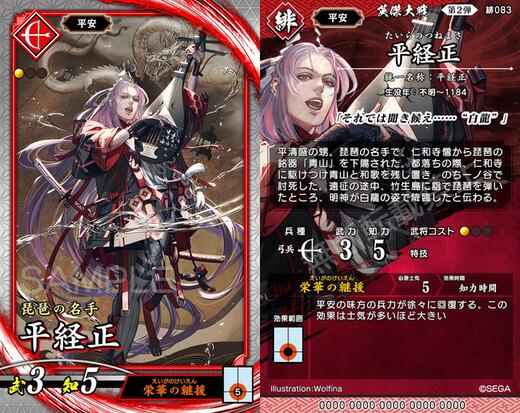 平安
SAMPLE
琵琶の名手
平経正
武3 知5
えいがのけいえん
栄華の継援
5
緋
平安
英傑大戦
第2弾
緋083
たいらのつねまさ
平経正
統一名称:平経正
生没年:不明~1184
「それでは聞き候え……“白龍”」
平清盛の甥。琵琶の名手で、仁和寺僧から琵琶の
銘器「青山」を下賜された。都落ちの際、仁和寺
に駆けつけ青山と和歌を残し置き、のち一ノ谷で
討死した。遠征の途中、竹生島に詣で琵琶を弾い
たところ、明神が白龍の姿で降臨したと伝わる。
兵種 武力 知力 武将コスト
弓兵 3 5 特技
えいがのけいえん 必要士気 効果時間
栄華の継援 5 知力時間
効果範囲
平安の味方の兵力が徐々に回復する。この
効果は士気が多いほど大きい
Illustration:Wolfina
©SEGA
0000-0000-0000-0000-0000